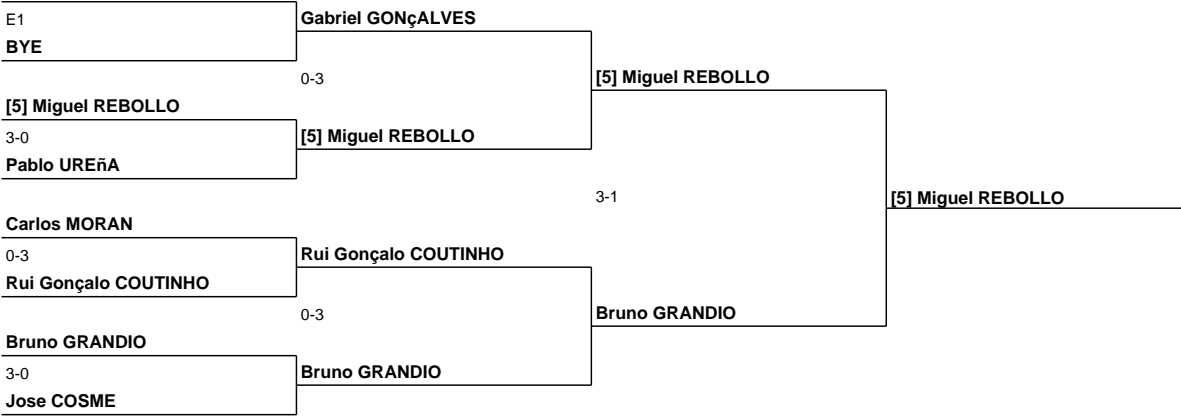 Gabriel GONçALVES
E1
BYE
0-3
[5] Miguel REBOLLO
[5] Miguel REBOLLO
3-0
[5] Miguel REBOLLO
Pablo UREñA
3-1
[5] Miguel REBOLLO
Carlos MORAN
0-3
Rui Gonçalo COUTINHO
Rui Gonçalo COUTINHO
0-3
Bruno GRANDIO
Bruno GRANDIO
3-0
Bruno GRANDIO
Jose COSME